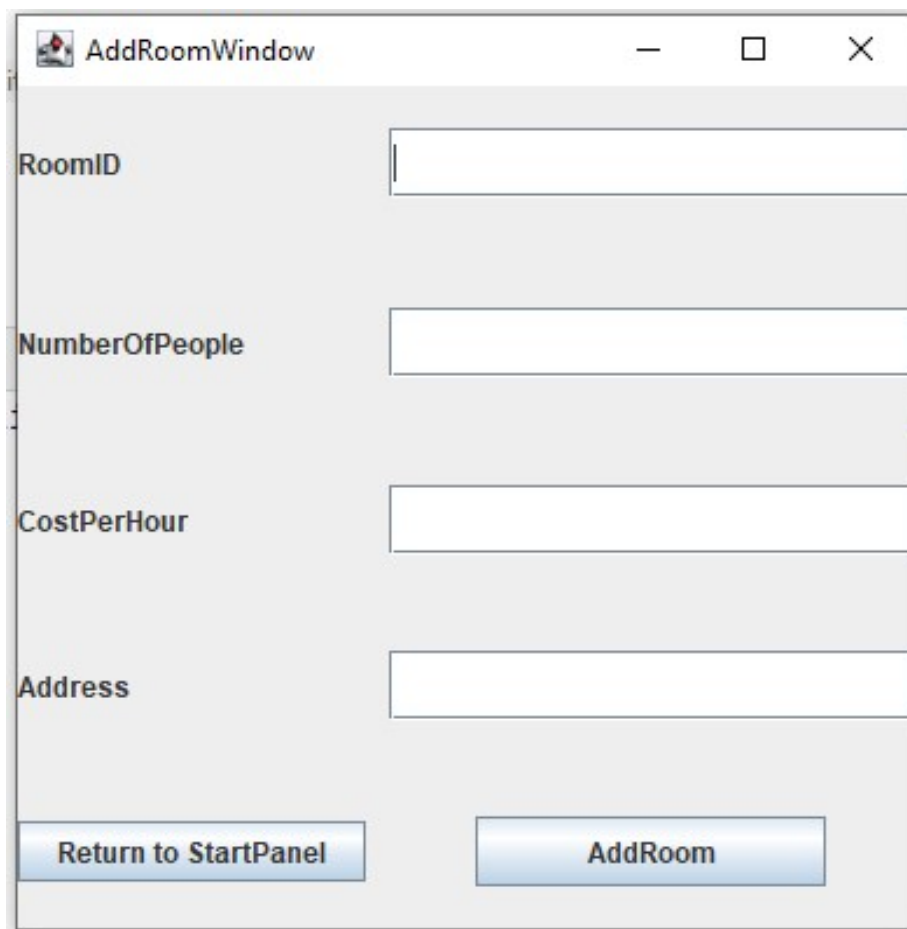 AddRoomWindow
RoomID
NumberOfPeople
CostPerHour
Address
Return to StartPanel AddRoom